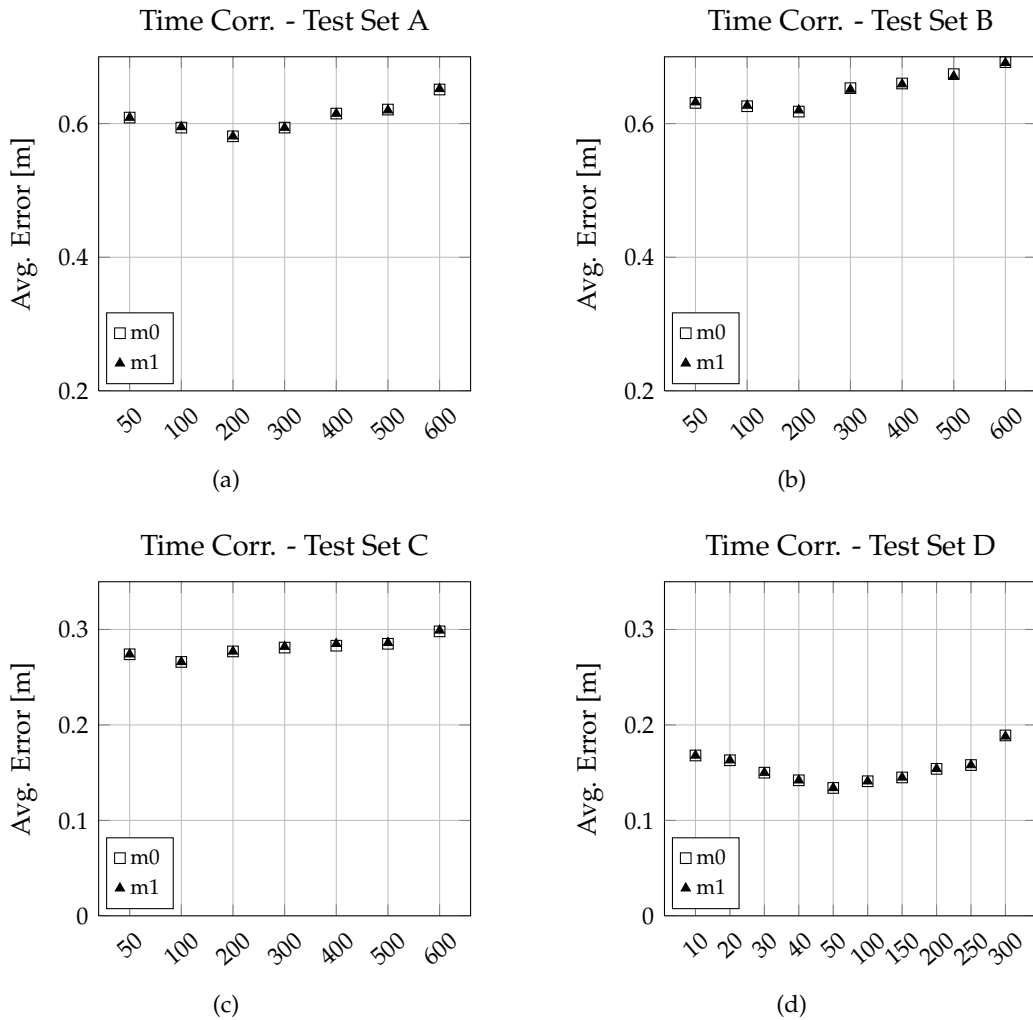 Time Corr. - Test Set A
Avg. Error [m]
0.6
0.4
0.2
m0
m1
50 100 200 300 400 500 600
(a)
Time Corr. - Test Set B
Avg. Error [m]
0.6
0.4
0.2
m0
m1
50 100 200 300 400 500 600
(b)
Time Corr. - Test Set C
Avg. Error [m]
0.3
0.2
0.1
0
m0
m1
50 100 200 300 400 500 600
(c)
Time Corr. - Test Set D
Avg. Error [m]
0.3
0.2
0.1
0
m0
m1
10 20 30 40 50 100 150 200 250 300
(d)